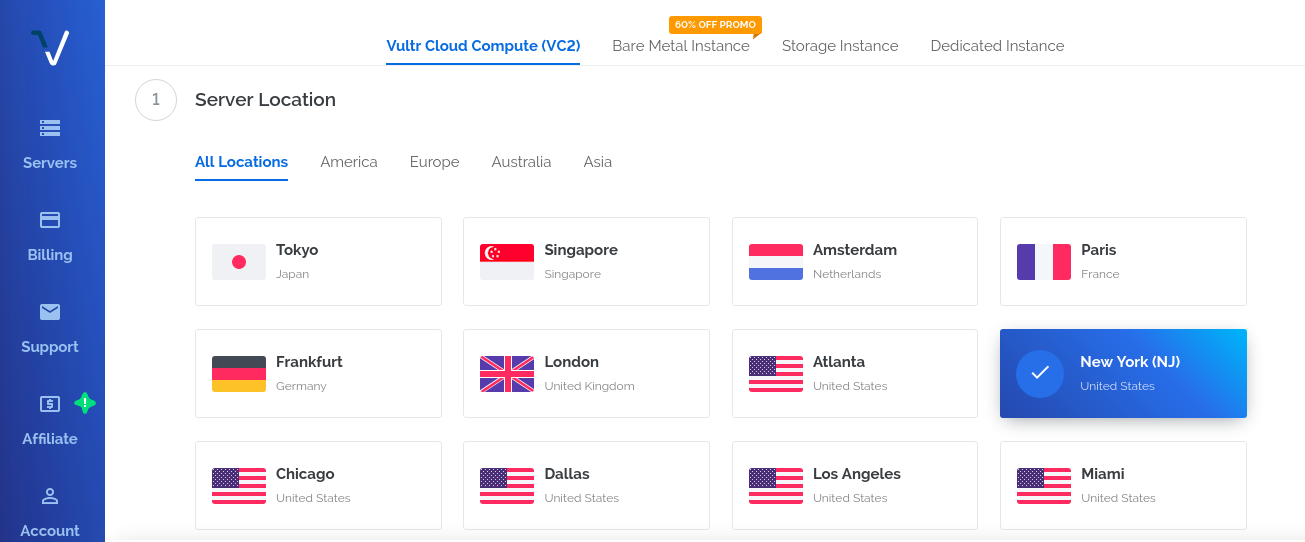 60% OFF PROMO
Vultr Cloud Compute (VC2) Bare Metal Instance Storage Instance Dedicated Instance
1 Server Location
All Locations America Europe Australia Asia
Servers
Billing
Support
Affiliate
Account
Tokyo
Japan
Singapore
Singapore
Amsterdam
Netherlands
Paris
France
Frankfurt
Germany
London
United Kingdom
Atlanta
United States
New York (NJ)
United States
Chicago
United States
Dallas
United States
Los Angeles
United States
Miami
United States